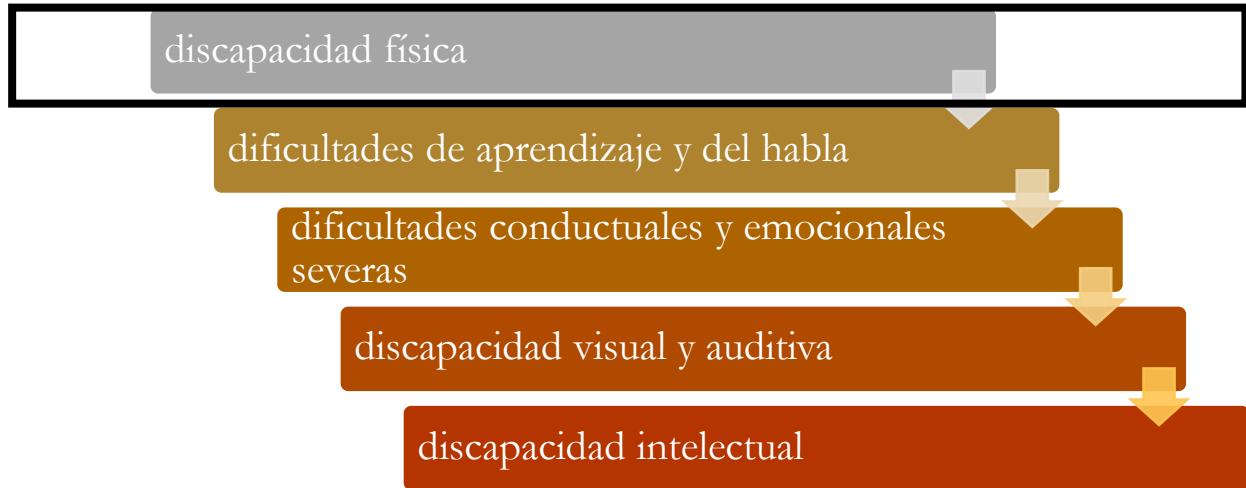 discapacidad física
dificultades de aprendizaje y del habla
dificultades conductuales y emocionales
severas
discapacidad visual y auditiva
discapacidad intelectual